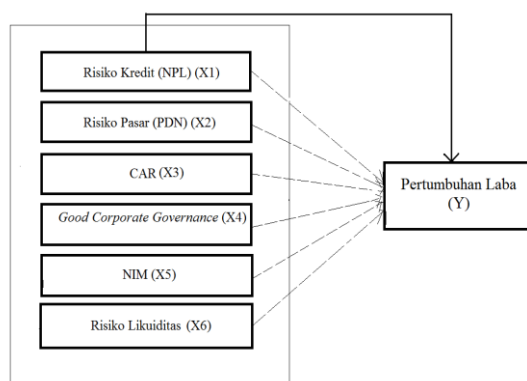 Risiko Kredit (NPL) (X1)
Risiko Pasar (PDN) (X2)
CAR (X3)
Good Corporate Governance (X4)
NIM (X5)
Risiko Likuiditas (X6)
Pertumbuhan Laba
(Y)